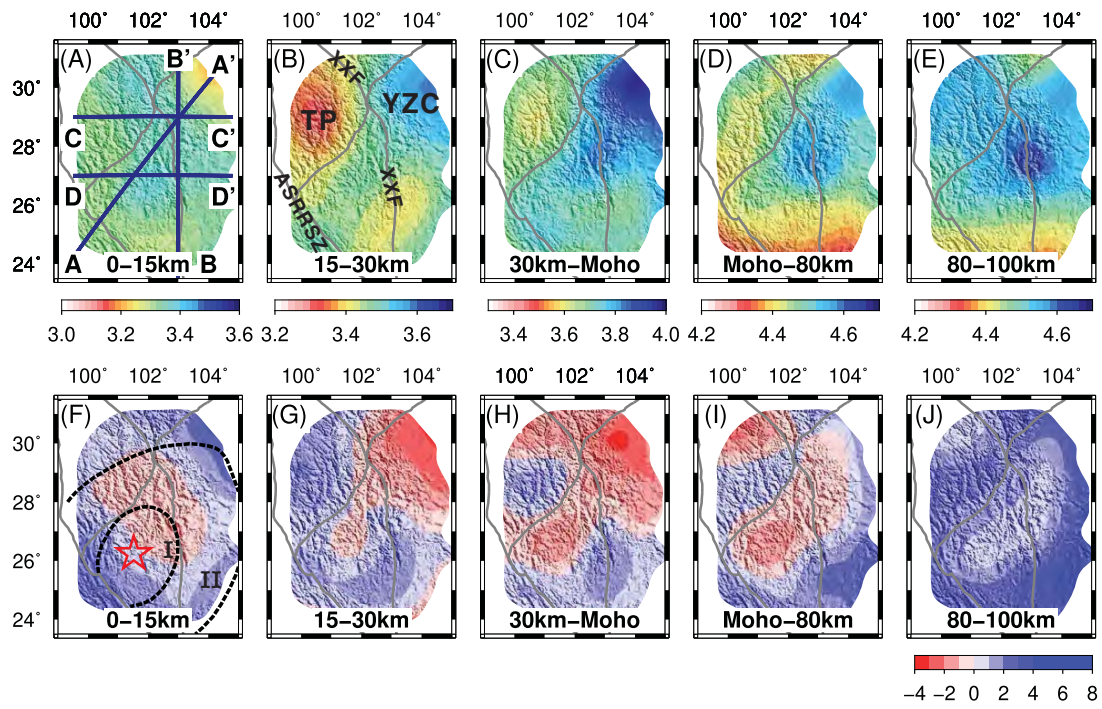 100˚ 102˚ 104˚ 100˚ 102˚ 104˚ 100˚ 102˚ 104˚ 100˚ 102˚ 104˚ 100˚ 102˚ 104˚
(A) B’ A’ (B) XXF (C) (D) (E)
30˚
YZC
TP
C C’
28˚
D D’ ASRRSZ XXF
26˚
24˚
A 0−15km B 15−30km 30km−Moho Moho−80km 80−100km
3.0 3.2 3.4 3.6 3.2 3.4 3.6 3.4 3.6 3.8 4.0 4.2 4.4 4.6 4.2 4.4 4.6
100˚ 102˚ 104˚ 100˚ 102˚ 104˚ 100˚ 102˚ 104˚ 100˚ 102˚ 104˚ 100˚ 102˚ 104˚
(F) (G) (H) (I) (J)
30˚
28˚
26˚ I
II
24˚
0−15km 15−30km 30km−Moho Moho−80km 80−100km
−4 −2 0 2 4 6 8